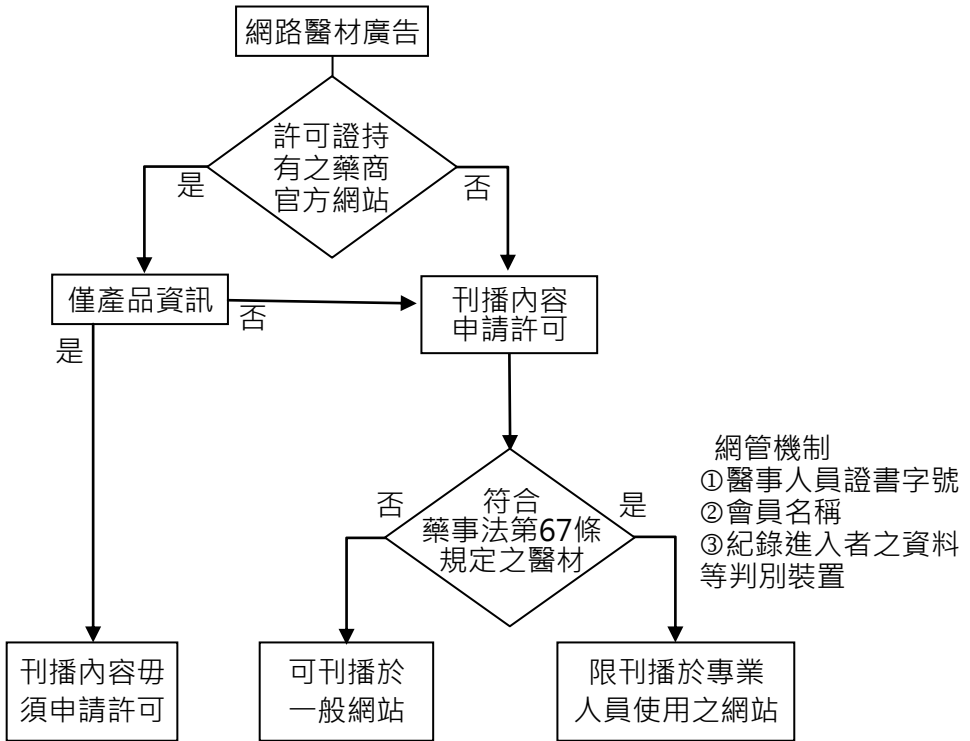 網路醫材廣告
許可證持
有之藥商
官方網站
是
否
僅產品資訊
否
刊播內容
申請許可
是
網管機制
①醫事人員證書字號
②會員名稱
③紀錄進入者之資料
等判別裝置
否
符合
藥事法第67條
規定之醫材
是
刊播內容毋
須申請許可
可刊播於
一般網站
限刊播於專業
人員使用之網站